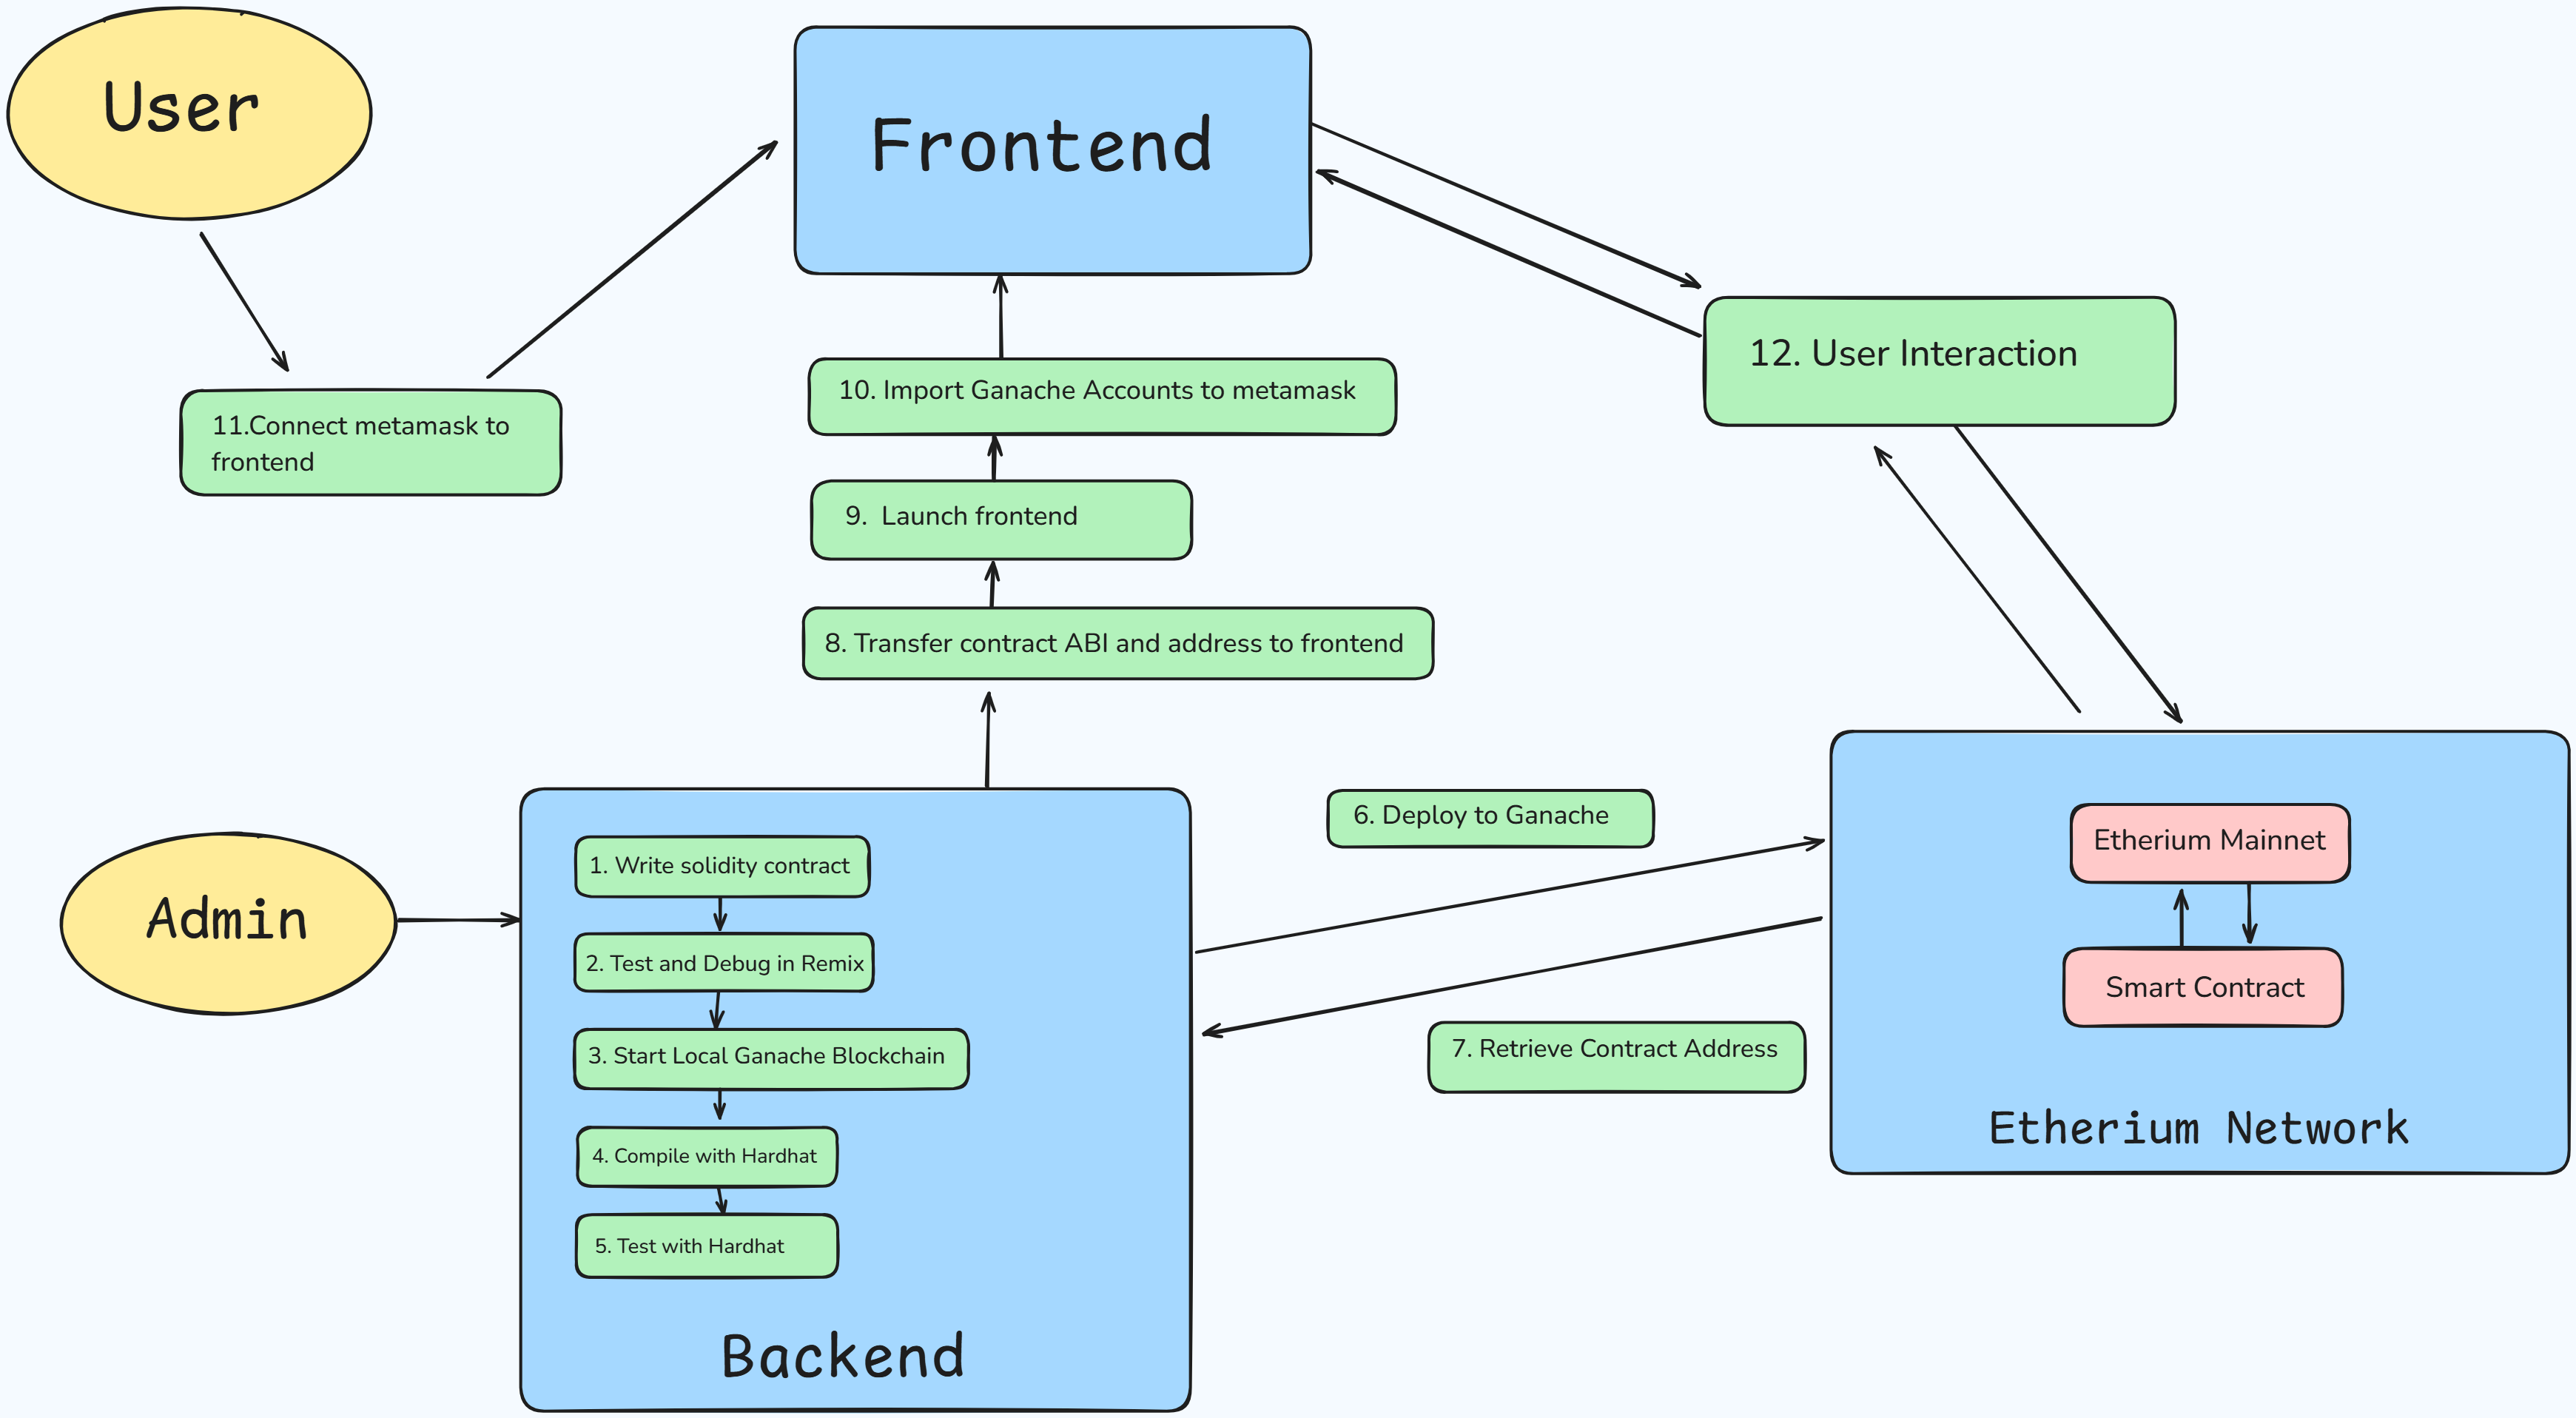 User
Frontend
12. User Interaction
10. Import Ganache Accounts to metamask
11.Connect metamask to
frontend
9.  Launch frontend
8. Transfer contract ABI and address to frontend
6. Deploy to Ganache
Etherium Mainnet
1. Write solidity contract
Admin
2. Test and Debug in Remix
Smart Contract
3. Start Local Ganache Blockchain
7. Retrieve Contract Address
Etherium Network
4. Compile with Hardhat
5. Test with Hardhat
Backend